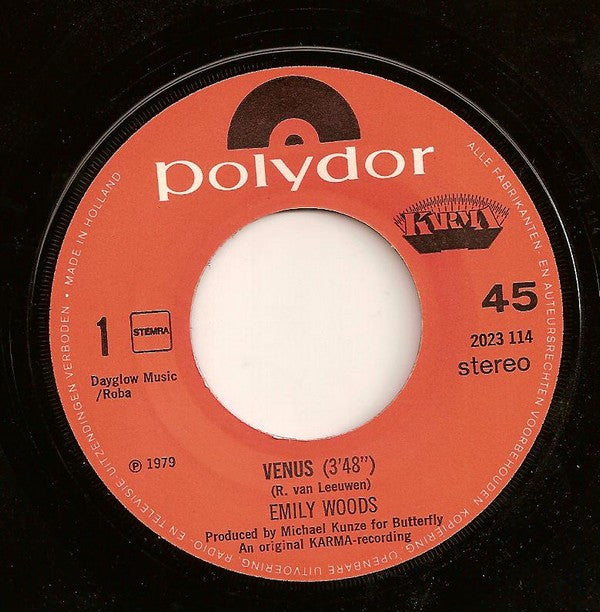 polydor
KARMA
45
2023 114
stereo
1
STEMRA
Dayglow Music
/Roba
℗ 1979
VENUS (3'48")
(R. van Leeuwen)
EMILY WOODS
Produced by Michael Kunze for Butterfly
An original KARMA-recording
ALLE FABRIKANTEN- EN AUTEURSRECHTEN VOORBEHOUDEN · KOPIERING, OPENBARE UITVOERING, RADIO- EN TELEVISIE UITZENDINGEN VERBODEN · MADE IN HOLLAND